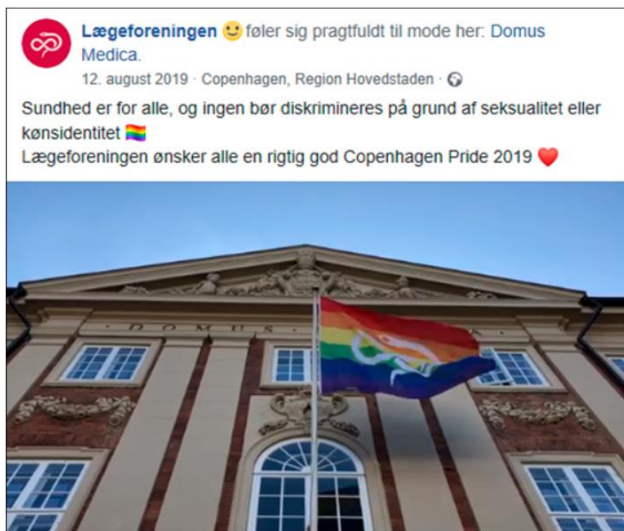 Lægeforeningen 🙂 føler sig pragtfuldt til mode her: Domus
Medica.
12. august 2019 · Copenhagen, Region Hovedstaden ·
Sundhed er for alle, og ingen bør diskrimineres på grund af seksualitet eller
kønsidentitet 🏳️‍🌈
Lægeforeningen ønsker alle en rigtig god Copenhagen Pride 2019 ❤️
DOMUS